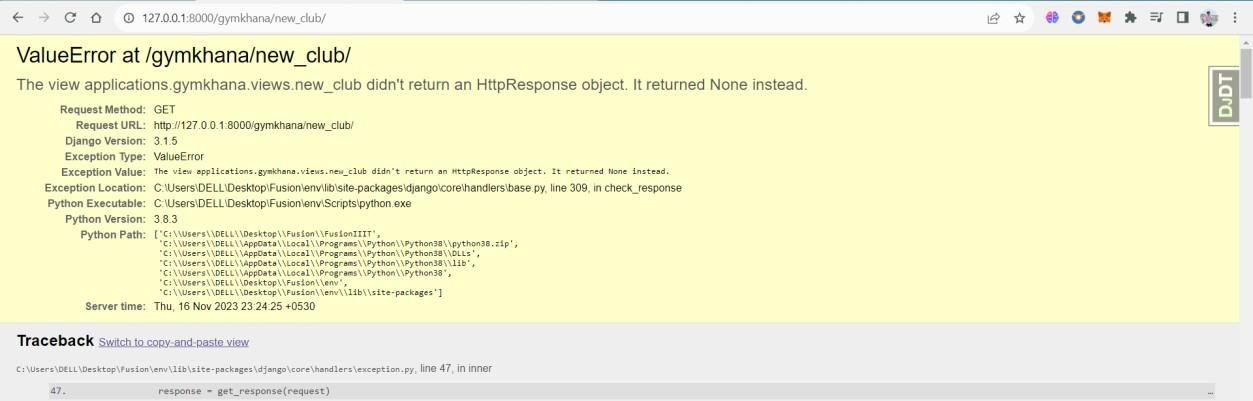 127.0.0.1:8000/gymkhana/new_club/
ValueError at /gymkhana/new_club/
The view applications.gymkhana.views.new_club didn't return an HttpResponse object. It returned None instead.
DJDT
Request Method: GET
Request URL: http://127.0.0.1:8000/gymkhana/new_club/
Django Version: 3.1.5
Exception Type: ValueError
Exception Value: The view applications.gymkhana.views.new_club didn't return an HttpResponse object. It returned None instead.
Exception Location: C:\Users\DELL\Desktop\Fusion\env\lib\site-packages\django\core\handlers\base.py, line 309, in check_response
Python Executable: C:\Users\DELL\Desktop\Fusion\env\Scripts\python.exe
Python Version: 3.8.3
Python Path: ['C:\\Users\\DELL\\Desktop\\Fusion\\FusionIIIT',
'C:\\Users\\DELL\\AppData\\Local\\Programs\\Python\\Python38\\python38.zip',
'C:\\Users\\DELL\\AppData\\Local\\Programs\\Python\\Python38\\DLLs',
'C:\\Users\\DELL\\AppData\\Local\\Programs\\Python\\Python38\\lib',
'C:\\Users\\DELL\\AppData\\Local\\Programs\\Python\\Python38',
'C:\\Users\\DELL\\Desktop\\Fusion\\env',
'C:\\Users\\DELL\\Desktop\\Fusion\\env\\lib\\site-packages']
Server time: Thu, 16 Nov 2023 23:24:25 +0530
Traceback Switch to copy-and-paste view
C:\Users\DELL\Desktop\Fusion\env\lib\site-packages\django\core\handlers\exception.py, line 47, in inner
47. response = get_response(request) …